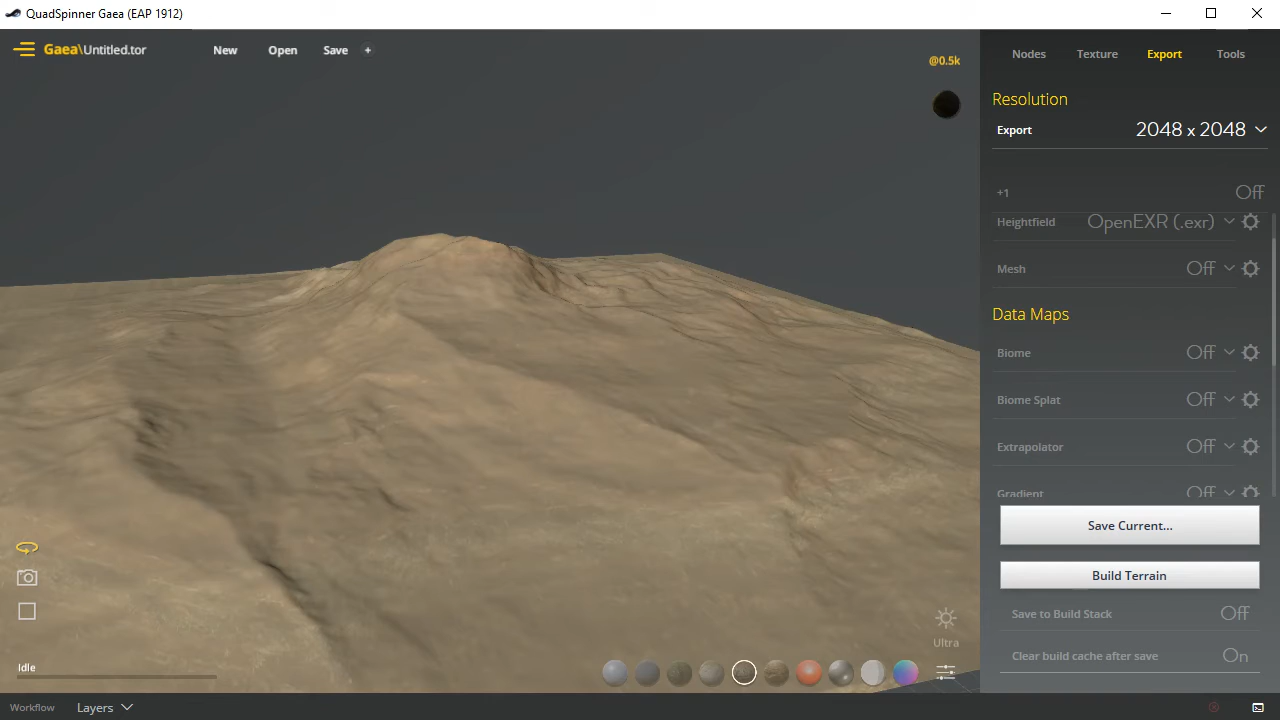 QuadSpinner Gaea (EAP 1912)
Gaea\Untitled.tor New Open Save +
@0.5k
Nodes Texture Export Tools
Resolution
Export 2048 x 2048
+1 Off
Heightfield OpenEXR (.exr)
Mesh Off
Data Maps
Biome Off
Biome Splat Off
Extrapolator Off
Gradient Off
Save Current...
Build Terrain
Save to Build Stack Off
Clear build cache after save On
Ultra
Idle
Workflow Layers